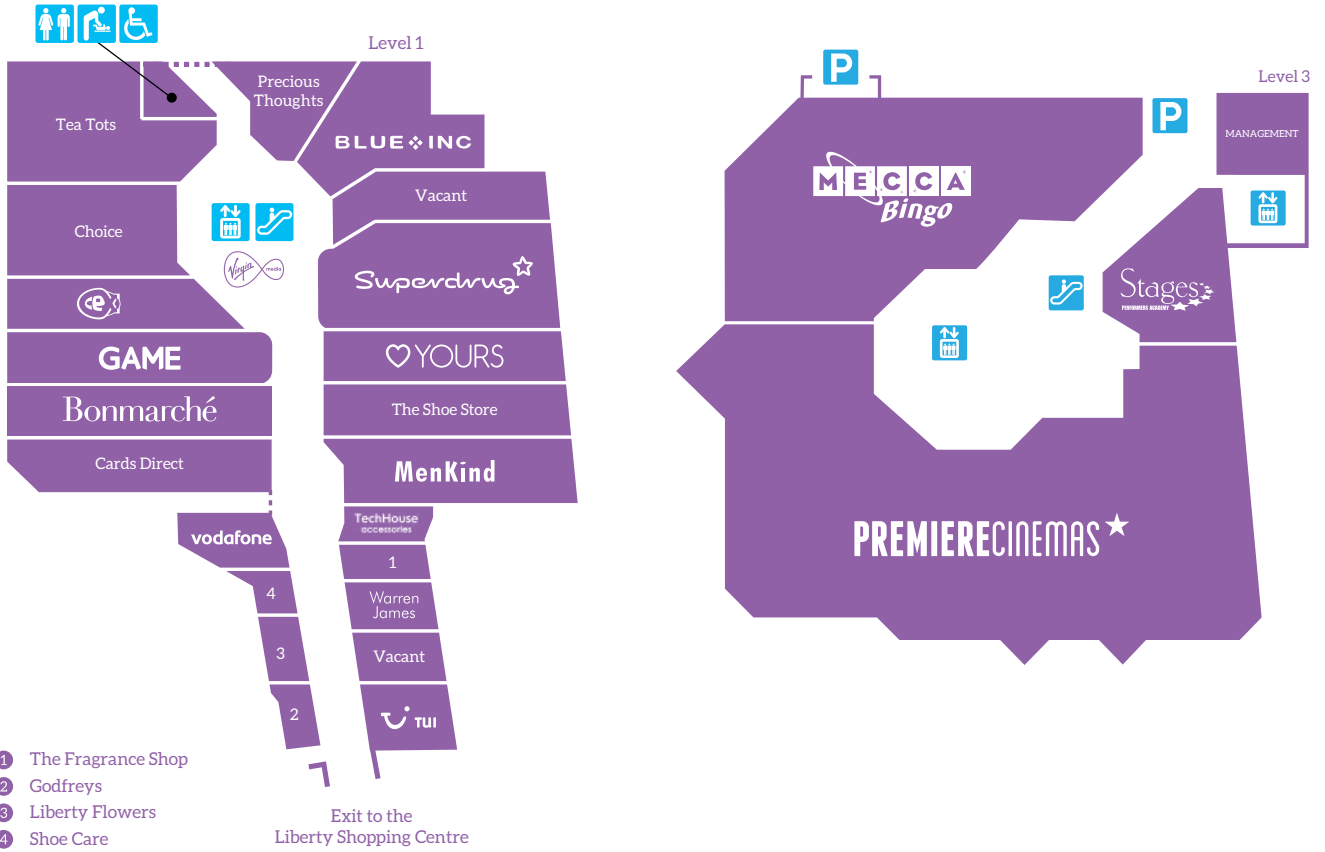 Level 1
Precious
Thoughts
Tea Tots
BLUE INC
Vacant
Choice
Virgin media
Superdrug
ce
GAME
YOURS
Bonmarché
The Shoe Store
Cards Direct
MenKind
TechHouse
accessories
vodafone
1
4
Warren
James
3
Vacant
2
TUI
1 The Fragrance Shop
2 Godfreys
3 Liberty Flowers
4 Shoe Care
Exit to the
Liberty Shopping Centre
P
Level 3
P
MANAGEMENT
MECCA
Bingo
Stages
PERFORMERS ACADEMY
PREMIERECINEMAS